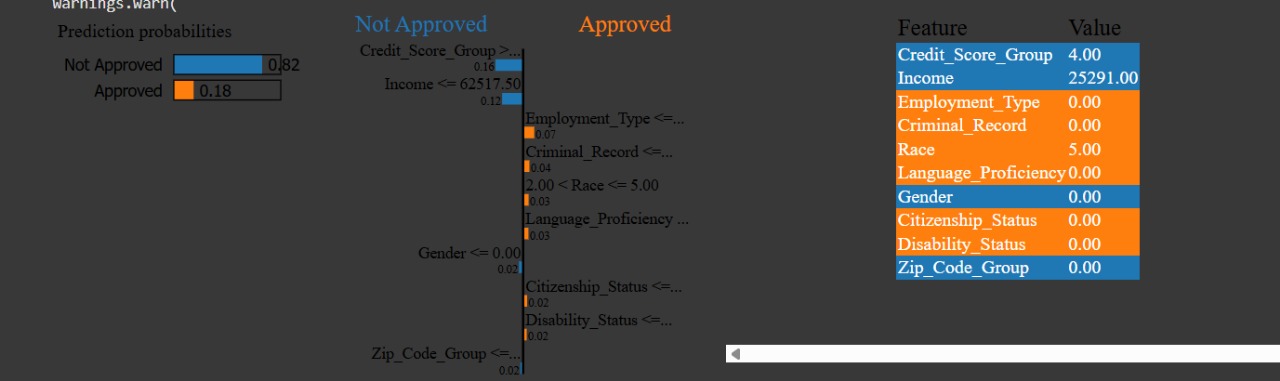 warnings.warn(
Prediction probabilities
Not Approved 0.82
Approved 0.18
Not Approved Approved
Credit_Score_Group >...
0.16
Income <= 62517.50
0.12
Employment_Type <=...
0.07
Criminal_Record <=...
0.04
2.00 < Race <= 5.00
0.03
Language_Proficiency ...
0.03
Gender <= 0.00
0.02
Citizenship_Status <=...
0.02
Disability_Status <=...
0.02
Zip_Code_Group <=...
0.02
Feature Value
Credit_Score_Group 4.00
Income 25291.00
Employment_Type 0.00
Criminal_Record 0.00
Race 5.00
Language_Proficiency 0.00
Gender 0.00
Citizenship_Status 0.00
Disability_Status 0.00
Zip_Code_Group 0.00